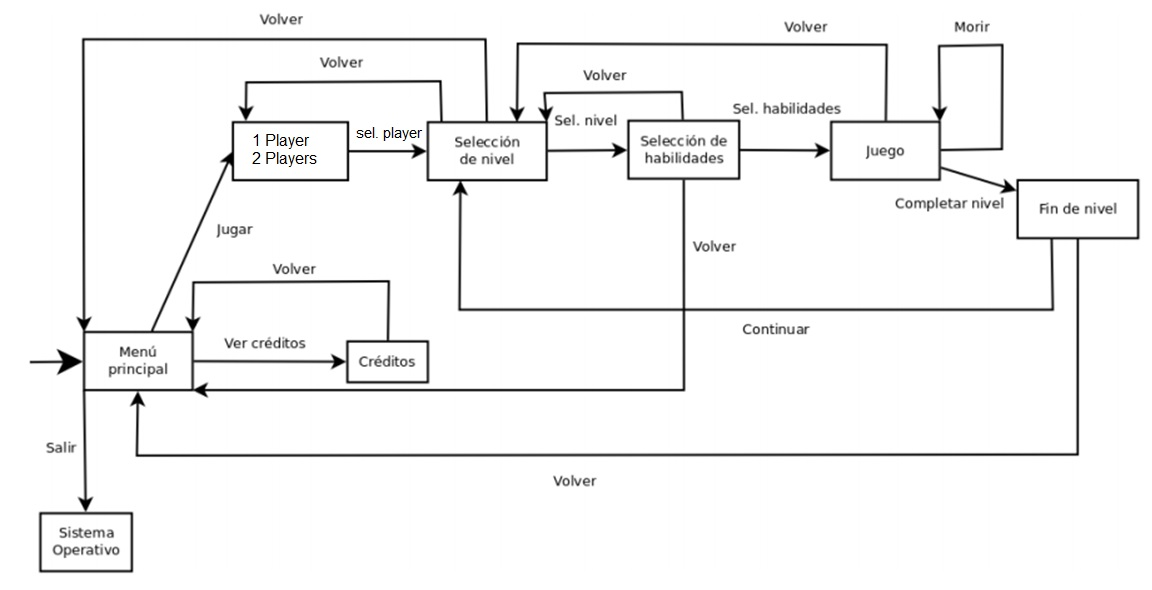 Volver
Volver
Morir
Volver
Volver
Sel. habilidades
Sel. nivel
sel. player
1 Player
2 Players
Selección
de nivel
Selección de
habilidades
Juego
Completar nivel
Fin de nivel
Jugar
Volver
Volver
Continuar
Ver créditos
Menú
principal
Créditos
Salir
Volver
Sistema
Operativo